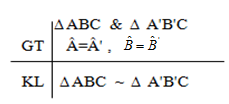 Δ ABC & Δ A'B'C
GT Â=Â' , B̂=B̂'
KL Δ ABC ~ Δ A'B'C